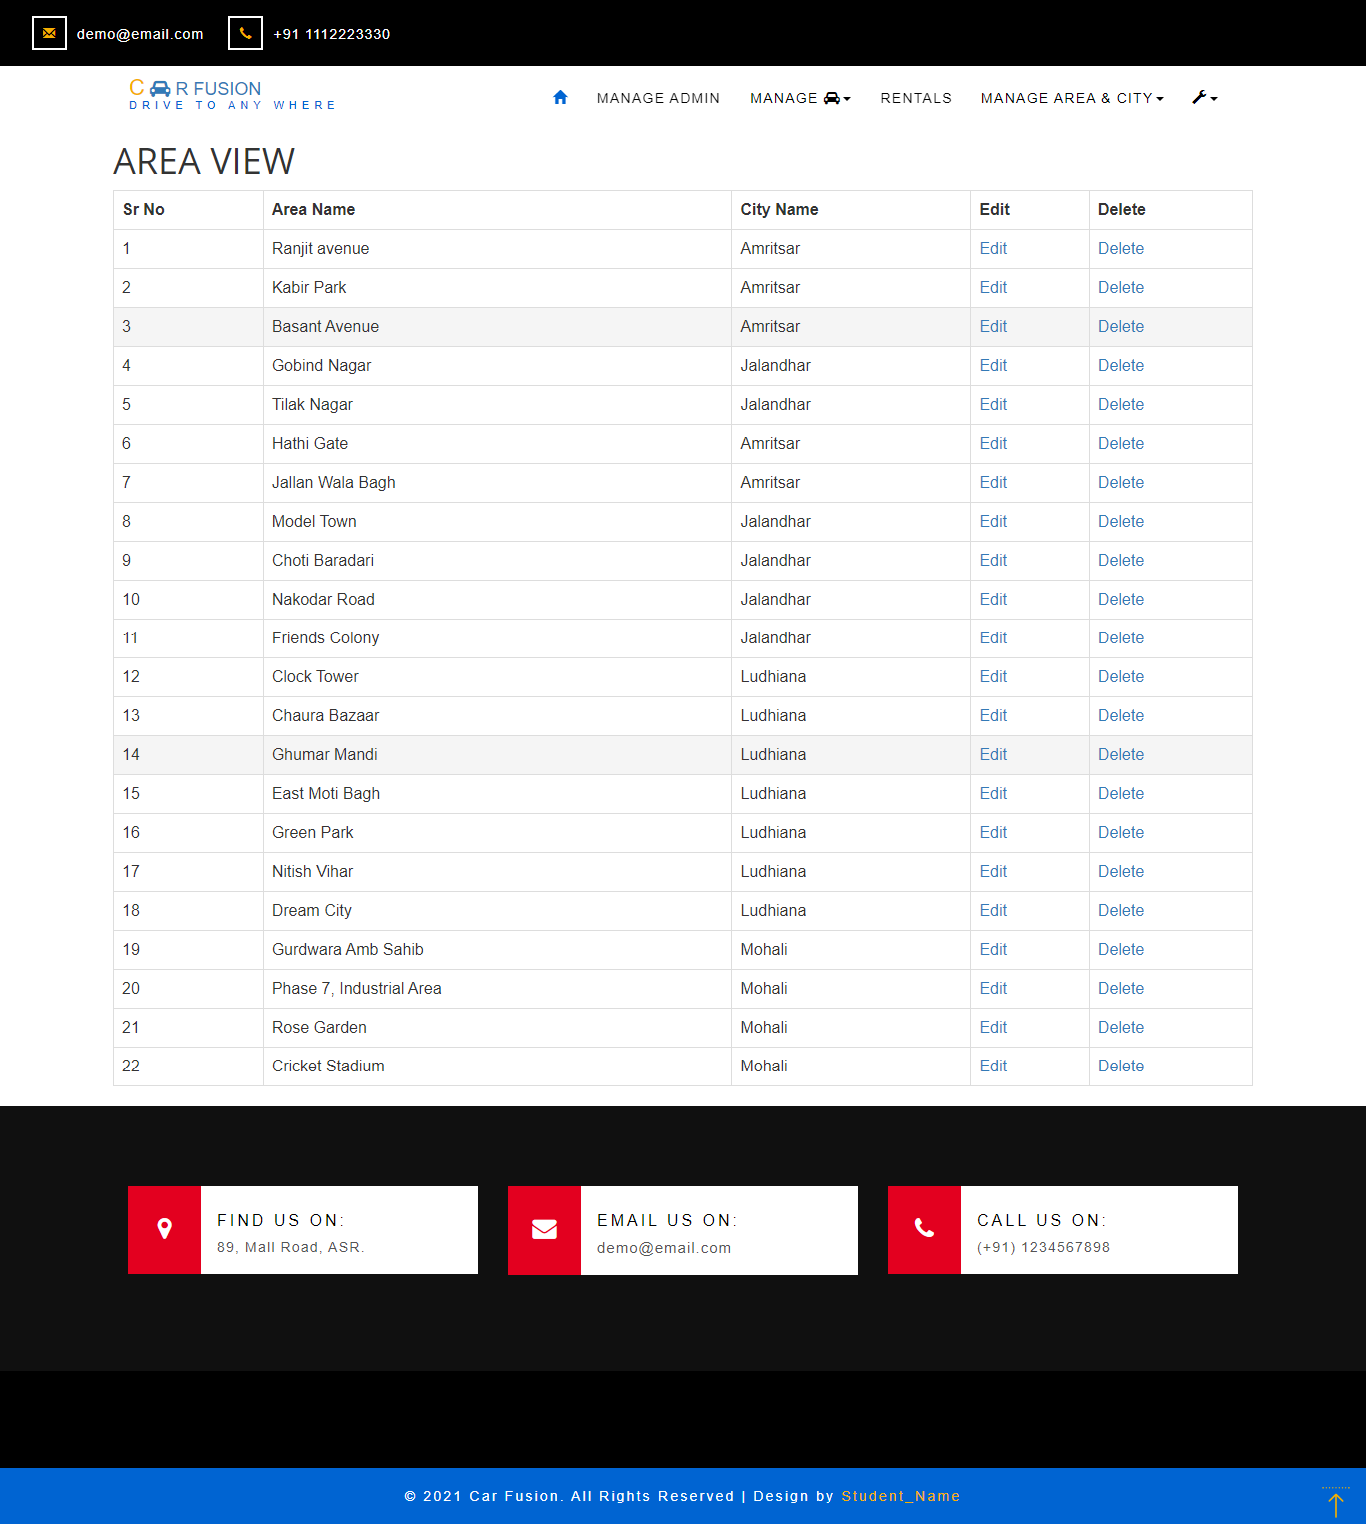 demo@email.com +91 1112223330
C R FUSION
DRIVE TO ANY WHERE
MANAGE ADMIN MANAGE RENTALS MANAGE AREA & CITY
AREA VIEW
Sr No Area Name City Name Edit Delete
1 Ranjit avenue Amritsar Edit Delete
2 Kabir Park Amritsar Edit Delete
3 Basant Avenue Amritsar Edit Delete
4 Gobind Nagar Jalandhar Edit Delete
5 Tilak Nagar Jalandhar Edit Delete
6 Hathi Gate Amritsar Edit Delete
7 Jallan Wala Bagh Amritsar Edit Delete
8 Model Town Jalandhar Edit Delete
9 Choti Baradari Jalandhar Edit Delete
10 Nakodar Road Jalandhar Edit Delete
11 Friends Colony Jalandhar Edit Delete
12 Clock Tower Ludhiana Edit Delete
13 Chaura Bazaar Ludhiana Edit Delete
14 Ghumar Mandi Ludhiana Edit Delete
15 East Moti Bagh Ludhiana Edit Delete
16 Green Park Ludhiana Edit Delete
17 Nitish Vihar Ludhiana Edit Delete
18 Dream City Ludhiana Edit Delete
19 Gurdwara Amb Sahib Mohali Edit Delete
20 Phase 7, Industrial Area Mohali Edit Delete
21 Rose Garden Mohali Edit Delete
22 Cricket Stadium Mohali Edit Delete
FIND US ON:
89, Mall Road, ASR.
EMAIL US ON:
demo@email.com
CALL US ON:
(+91) 1234567898
© 2021 Car Fusion. All Rights Reserved | Design by Student_Name